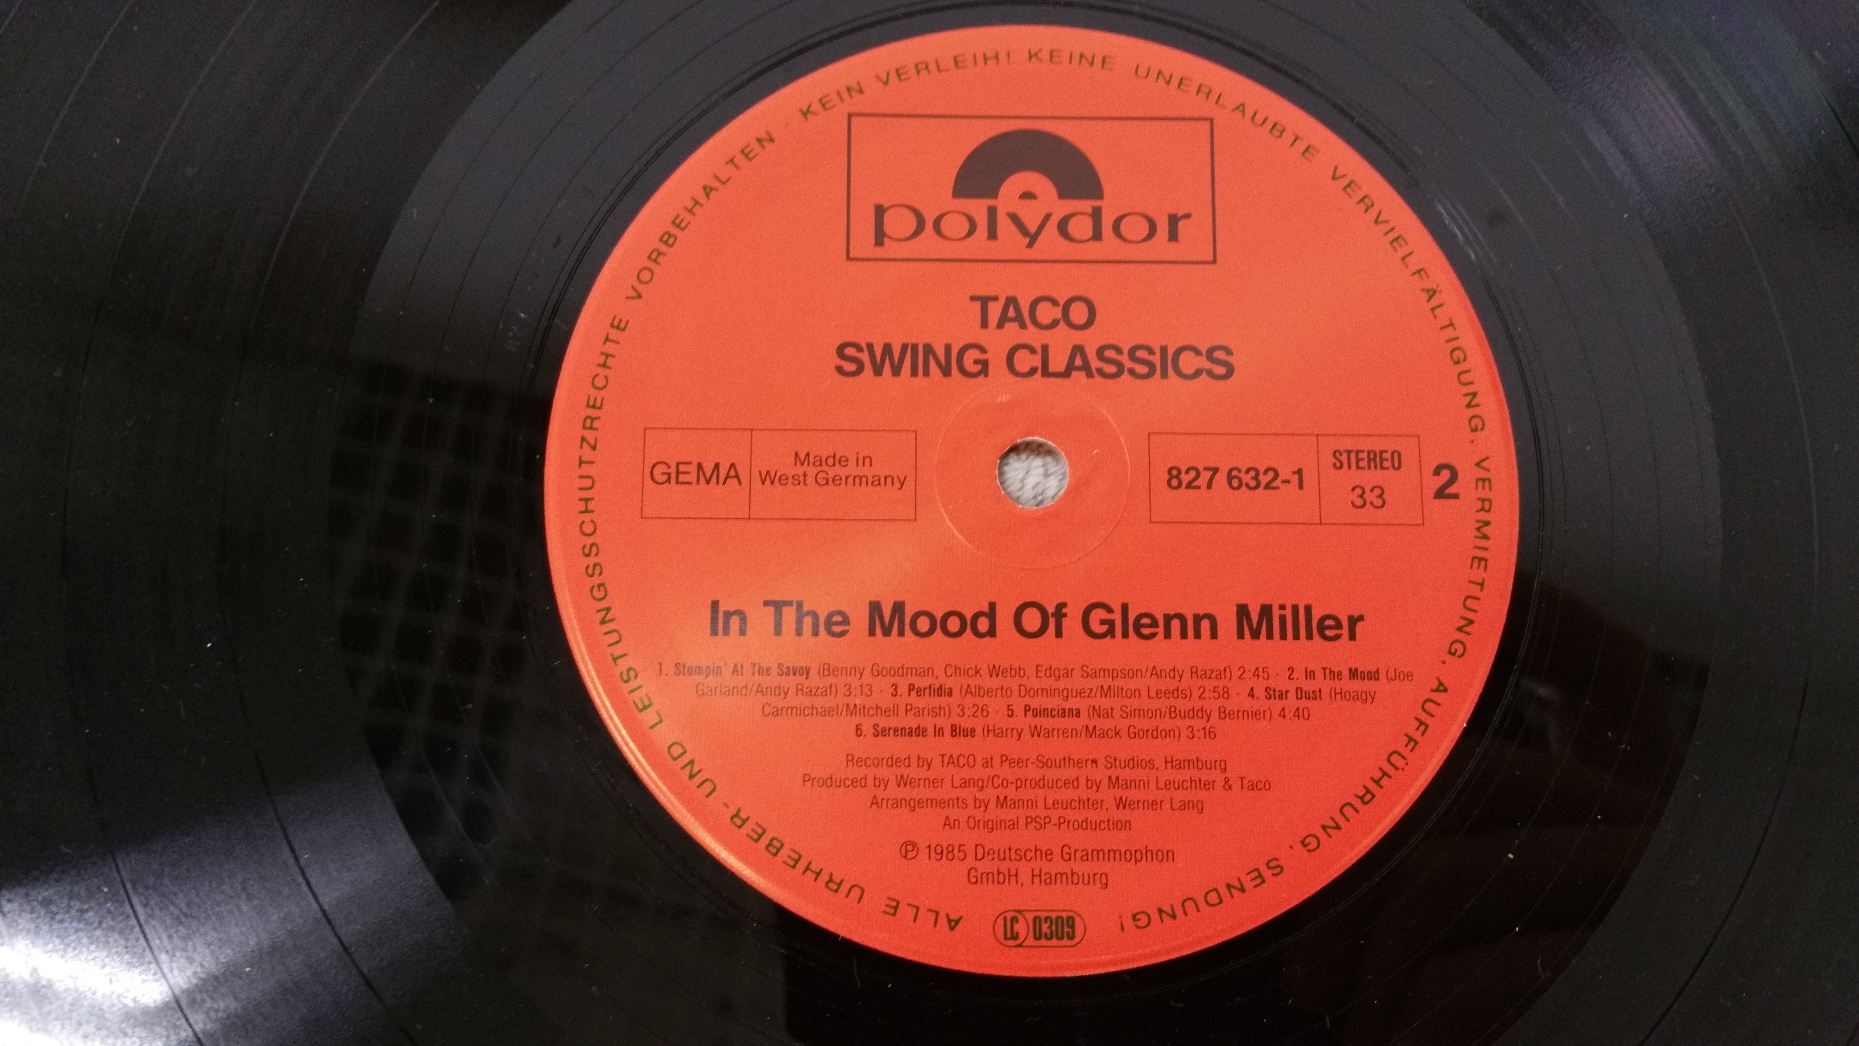 ALLE URHEBER- UND LEISTUNGSSCHUTZRECHTE VORBEHALTEN · KEIN VERLEIH! KEINE UNERLAUBTE VERVIELFÄLTIGUNG, VERMIETUNG, AUFFÜHRUNG, SENDUNG!
polydor
TACO
SWING CLASSICS
GEMA
Made in
West Germany
827 632-1
STEREO
33
2
In The Mood Of Glenn Miller
1. Stompin' At The Savoy (Benny Goodman, Chick Webb, Edgar Sampson/Andy Razaf) 2:45 · 2. In The Mood (Joe
Garland/Andy Razaf) 3:13 · 3. Perfidia (Alberto Dominguez/Milton Leeds) 2:58 · 4. Star Dust (Hoagy
Carmichael/Mitchell Parish) 3:26 · 5. Poinciana (Nat Simon/Buddy Bernier) 4:40
6. Serenade In Blue (Harry Warren/Mack Gordon) 3:16
Recorded by TACO at Peer-Southern Studios, Hamburg
Produced by Werner Lang/Co-produced by Manni Leuchter & Taco
Arrangements by Manni Leuchter, Werner Lang
An Original PSP-Production
℗ 1985 Deutsche Grammophon
GmbH, Hamburg
LC 0309